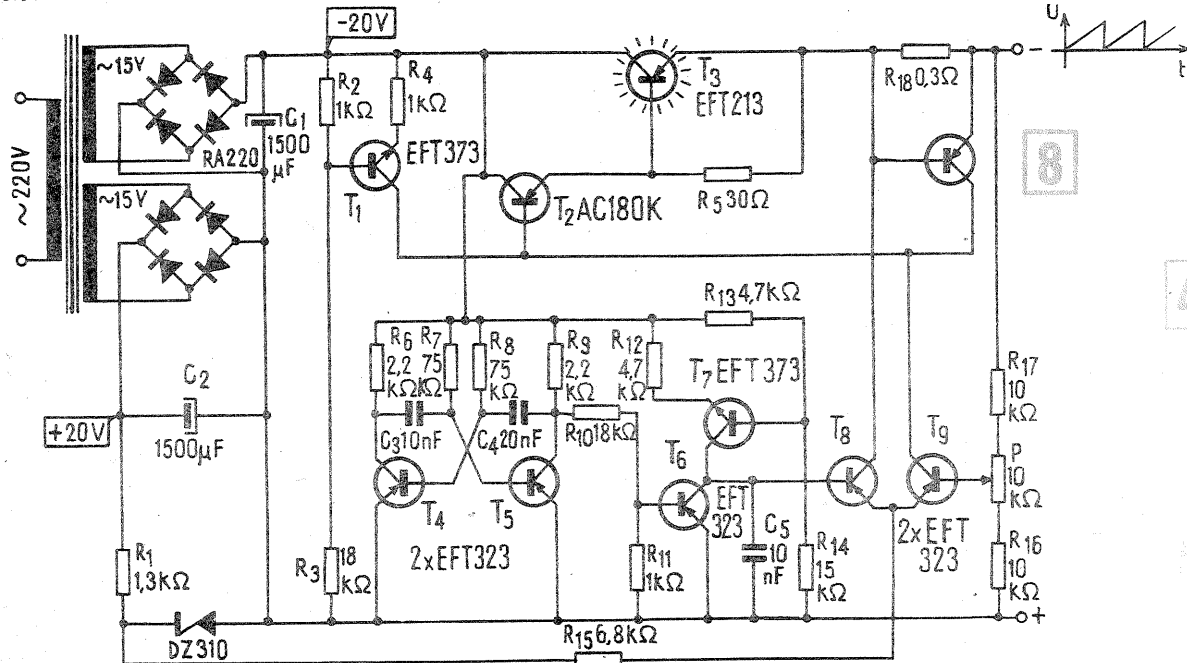 -20V
U
t
~15V
~15V
~220V
RA220
C1
1500
µF
R2
1kΩ
R4
1kΩ
EFT373
T1
T3
EFT213
R18 0,3Ω
8
T2 AC180K
R5 30Ω
-
C2
1500µF
+20V
R13 4,7kΩ
R6
2,2
kΩ
R7
75
kΩ
R8
75
kΩ
R9
2,2
kΩ
R12
4,7
kΩ
T7 EFT373
R17
10
kΩ
C3 10nF
C4 20nF
R10 18kΩ
T4
T5
2xEFT323
T6
EFT
323
T8
T9
2xEFT
323
P
10
kΩ
R1
1,3kΩ
R3
18
kΩ
R11
1kΩ
C5
10
nF
R14
15
kΩ
R16
10
kΩ
+
DZ310
R15 6,8kΩ